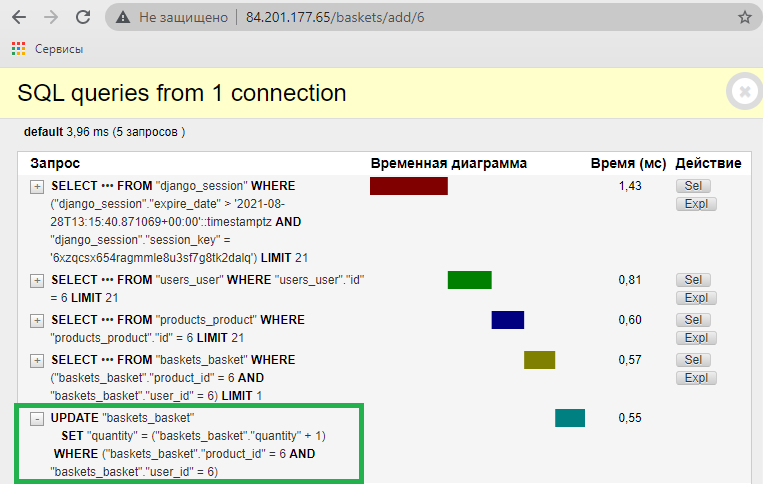 Не защищено | 84.201.177.65/baskets/add/6
Сервисы
SQL queries from 1 connection
default 3,96 ms (5 запросов )
Запрос Временная диаграмма Время (мс) Действие
+ SELECT ••• FROM "django_session" WHERE 1,43 Sel
("django_session"."expire_date" > '2021-08- Expl
28T13:15:40.871069+00:00'::timestamptz AND
"django_session"."session_key" =
'6xzqcsx654ragmmle8u3sf7g8tk2dalq') LIMIT 21
+ SELECT ••• FROM "users_user" WHERE "users_user"."id" 0,81 Sel
= 6 LIMIT 21 Expl
+ SELECT ••• FROM "products_product" WHERE 0,60 Sel
"products_product"."id" = 6 LIMIT 21 Expl
+ SELECT ••• FROM "baskets_basket" WHERE 0,57 Sel
("baskets_basket"."product_id" = 6 AND Expl
"baskets_basket"."user_id" = 6) LIMIT 1
- UPDATE "baskets_basket" 0,55
SET "quantity" = ("baskets_basket"."quantity" + 1)
WHERE ("baskets_basket"."product_id" = 6 AND
"baskets_basket"."user_id" = 6)